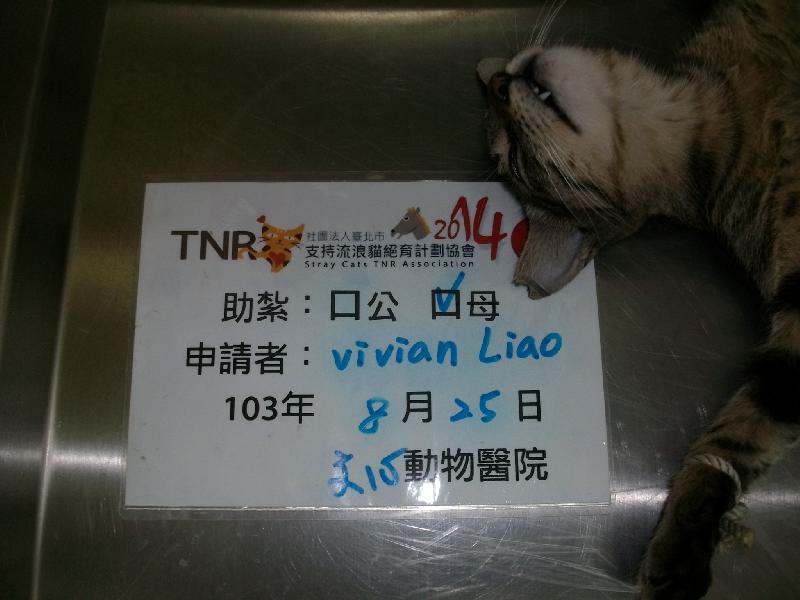 TNR 社團法人臺北市 2014
支持流浪貓絕育計劃協會
Stray Cats TNR Association
助紮：口公 口母
申請者：vivian Liao
103年 8月25日
動物醫院